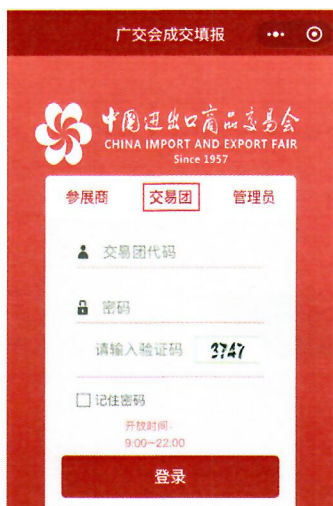 广交会成交填报
中国进出口商品交易会
CHINA IMPORT AND EXPORT FAIR
Since 1957
参展商 交易团 管理员
交易团代码
密码
请输入验证码 3747
记住密码
开放时间:
9:00~22:00
登录